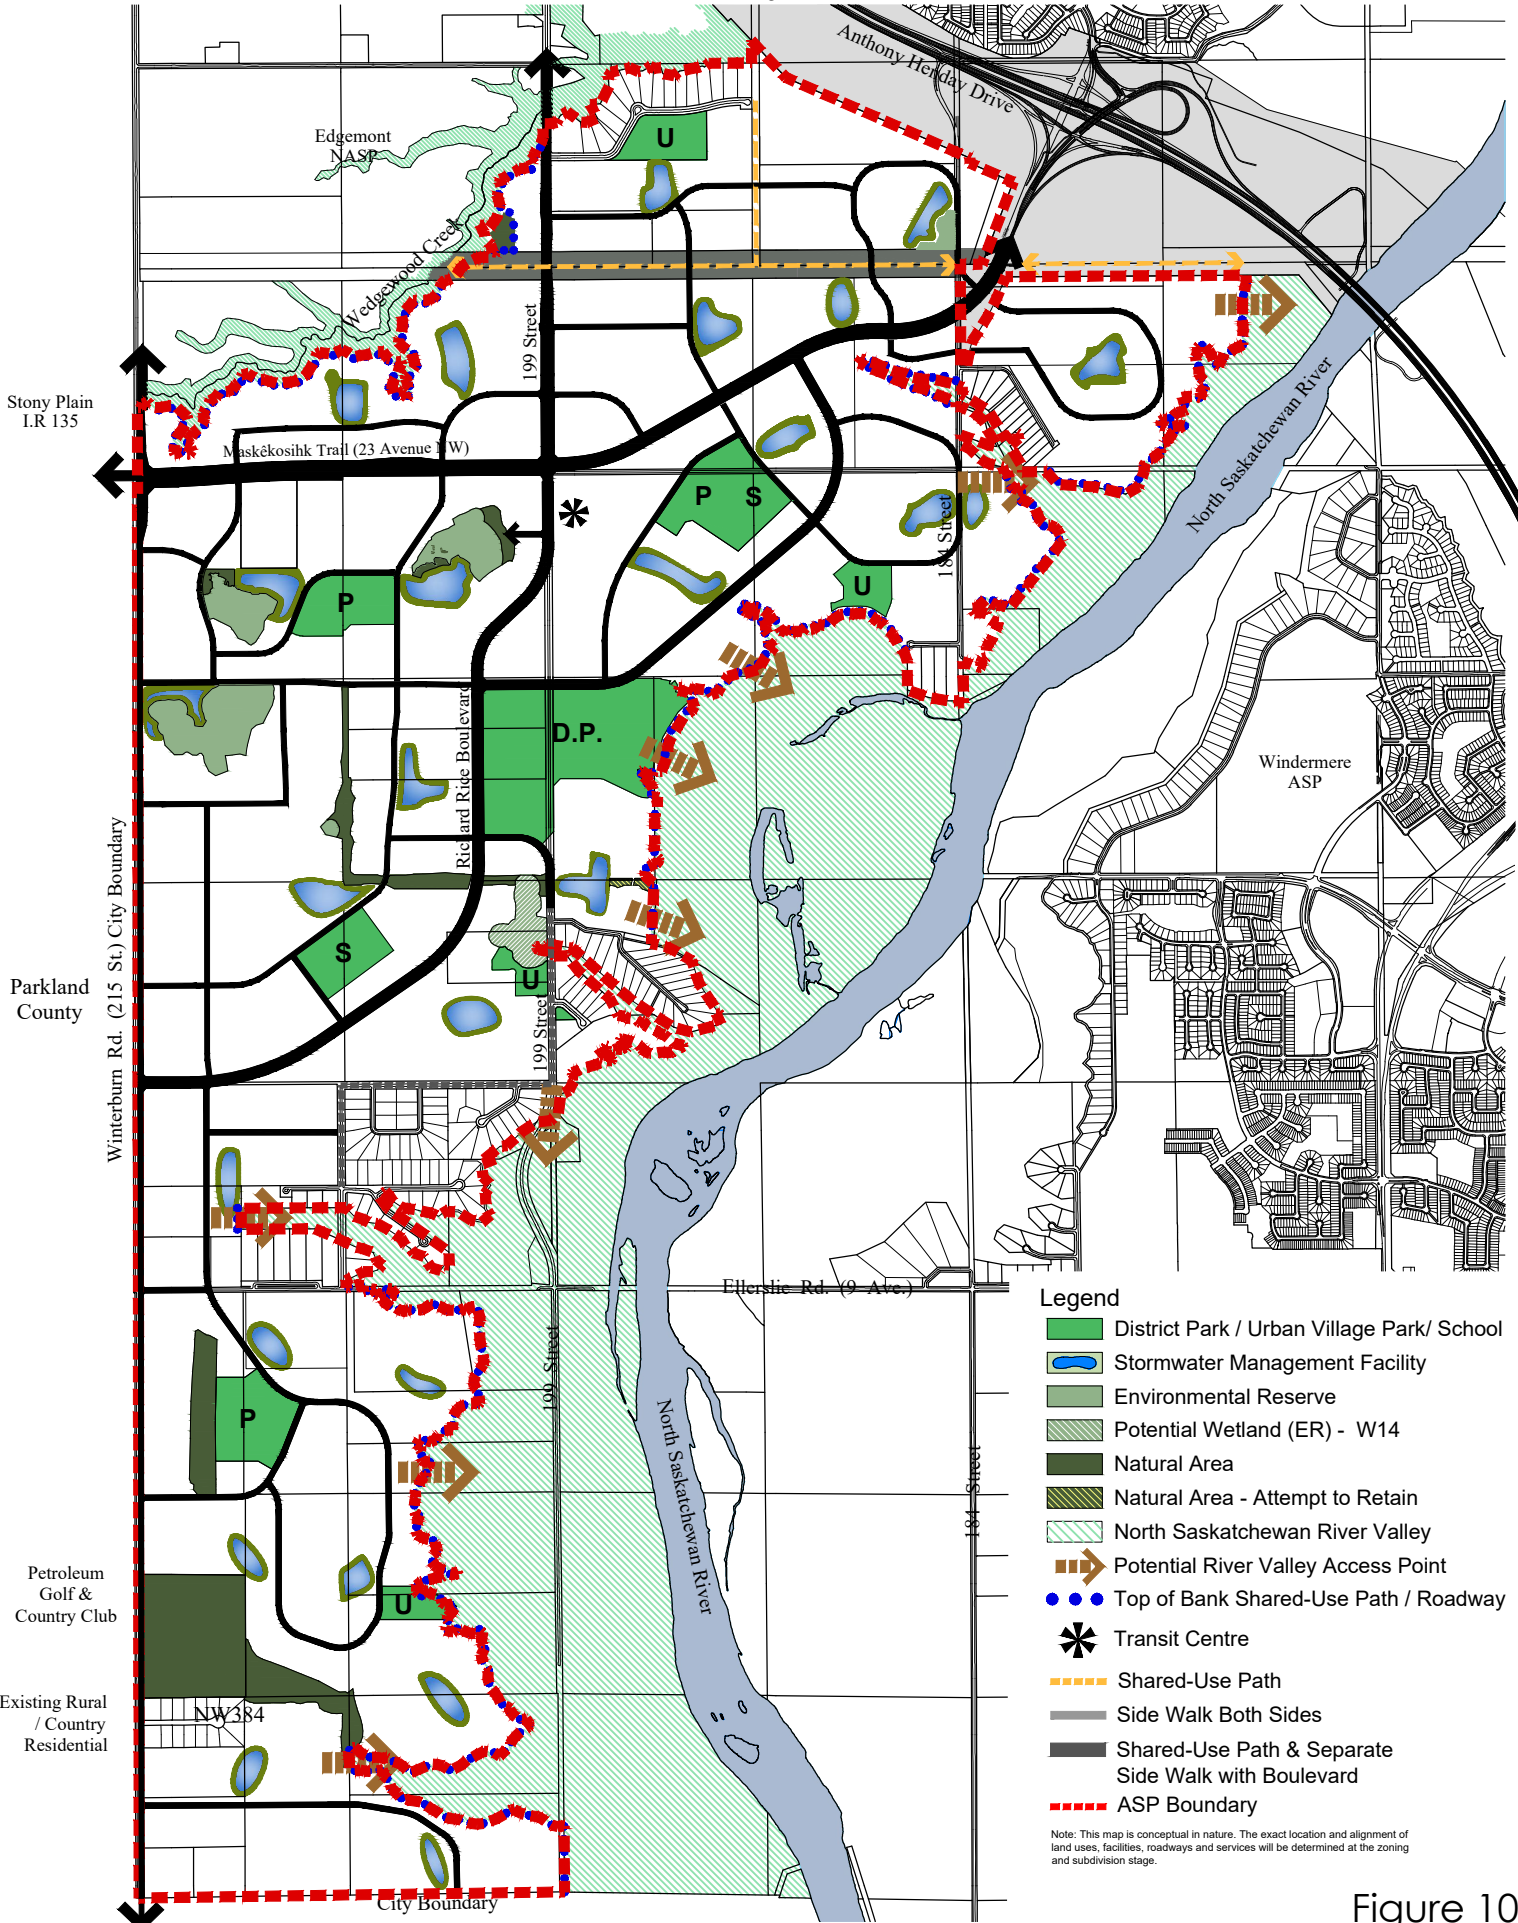 Anthony Henday Drive
Edgemont
NASP
U
Wedgewood Creek
199 Street
Stony Plain
I.R 135
Maskêkosihk Trail (23 Avenue NW)
North Saskatchewan River
P S
184 Street
P
U
Richard Rice Boulevard
D.P.
Windermere
ASP
Winterburn Rd. (215 St.) City Boundary
S
U
Parkland
County
199 Street
Ellerslie Rd. (9 Ave.)
199 Street
P
North Saskatchewan River
184 Street
Petroleum
Golf &
Country Club
U
Existing Rural
/ Country
Residential
NW384
City Boundary
Legend
District Park / Urban Village Park/ School
Stormwater Management Facility
Environmental Reserve
Potential Wetland (ER) - W14
Natural Area
Natural Area - Attempt to Retain
North Saskatchewan River Valley
Potential River Valley Access Point
Top of Bank Shared-Use Path / Roadway
Transit Centre
Shared-Use Path
Side Walk Both Sides
Shared-Use Path & Separate
Side Walk with Boulevard
ASP Boundary
Note: This map is conceptual in nature. The exact location and alignment of
land uses, facilities, roadways and services will be determined at the zoning
and subdivision stage.
Figure 10